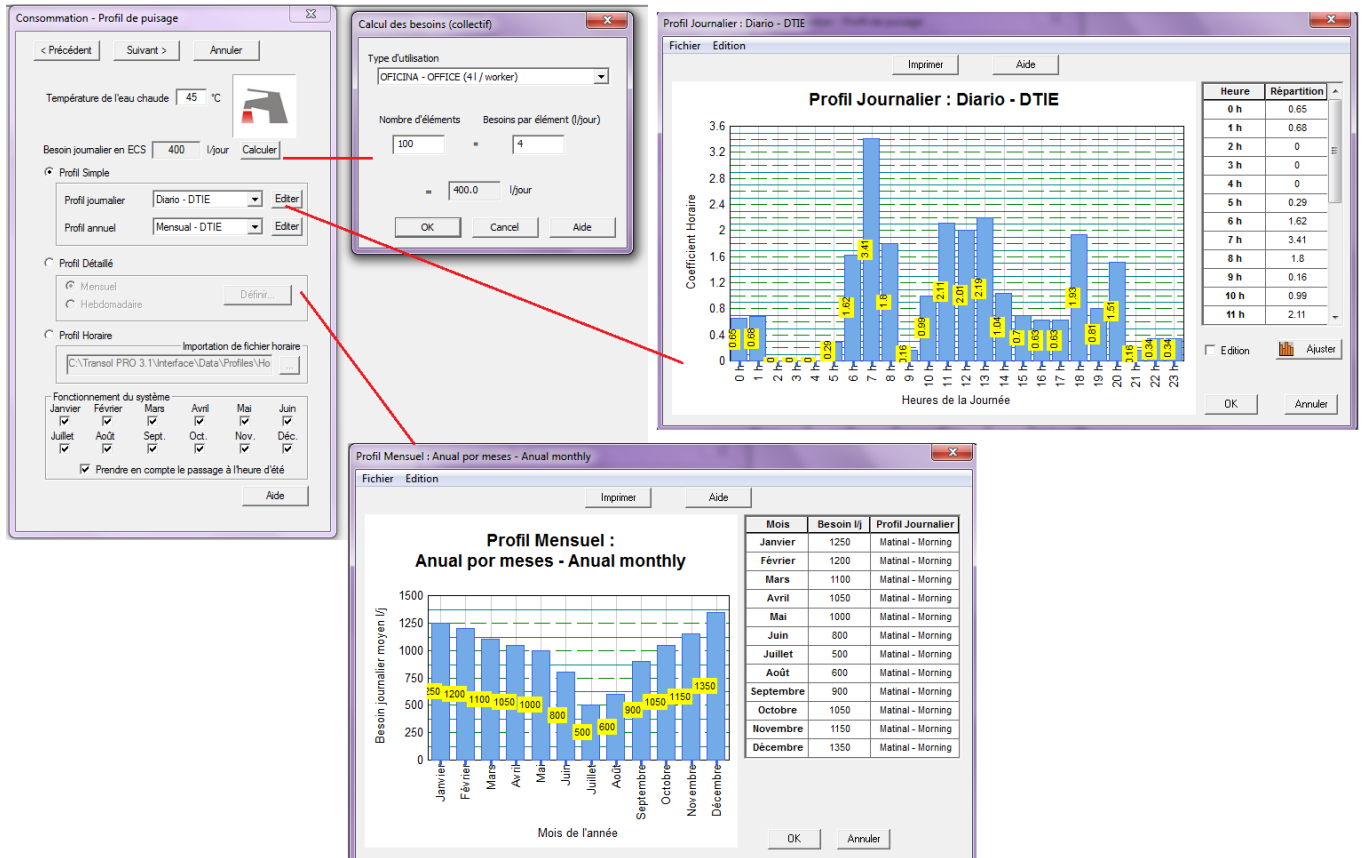 Consommation - Profil de puisage
< Précédent Suivant > Annuler
Température de l'eau chaude 45 °C
Besoin journalier en ECS 400 l/jour Calculer
Profil Simple
Profil journalier Diario - DTIE Editer
Profil annuel Mensual - DTIE Editer
Profil Détaillé
Mensuel
Hebdomadaire
Définir...
Profil Horaire
Importation de fichier horaire
C:\Transol PRO 3.1\Interface\Data\Profiles\Ho ...
Fonctionnement du système
Janvier Février Mars Avril Mai Juin
Juillet Août Sept. Oct. Nov. Déc.
Prendre en compte le passage à l'heure d'été
Aide
Calcul des besoins (collectif)
Type d'utilisation
OFICINA - OFFICE (4 l / worker)
Nombre d'éléments Besoins par élément (l/jour)
100 * 4
= 400.0 l/jour
OK Cancel Aide
Profil Journalier : Diario - DTIE
Fichier Edition
Imprimer Aide
Profil Journalier : Diario - DTIE
Coefficient Horaire
3.6
3.2
2.8
2.4
2
1.6
1.2
0.8
0.4
0
0.65 0.68 0 0 0 0.29 1.62 3.41 1.8 0.16 0.99 2.11 2.01 2.19 1.04 0.7 0.63 0.63 1.93 0.81 1.51 0.16 0.34 0.34
0 h 1 h 2 h 3 h 4 h 5 h 6 h 7 h 8 h 9 h 10 h 11 h 12 h 13 h 14 h 15 h 16 h 17 h 18 h 19 h 20 h 21 h 22 h 23 h
Heures de la Journée
Heure Répartition
0 h 0.65
1 h 0.68
2 h 0
3 h 0
4 h 0
5 h 0.29
6 h 1.62
7 h 3.41
8 h 1.8
9 h 0.16
10 h 0.99
11 h 2.11
Edition Ajuster
OK Annuler
Profil Mensuel : Anual por meses - Anual monthly
Fichier Edition
Imprimer Aide
Profil Mensuel :
Anual por meses - Anual monthly
Besoin journalier moyen l/j
1500
1250
1000
750
500
250
0
250 1200 1100 1050 1000 800 500 600 900 1050 1150 1350
Janvier Février Mars Avril Mai Juin Juillet Août Septembre Octobre Novembre Décembre
Mois de l'année
Mois Besoin l/j Profil Journalier
Janvier 1250 Matinal - Morning
Février 1200 Matinal - Morning
Mars 1100 Matinal - Morning
Avril 1050 Matinal - Morning
Mai 1000 Matinal - Morning
Juin 800 Matinal - Morning
Juillet 500 Matinal - Morning
Août 600 Matinal - Morning
Septembre 900 Matinal - Morning
Octobre 1050 Matinal - Morning
Novembre 1150 Matinal - Morning
Décembre 1350 Matinal - Morning
OK Annuler